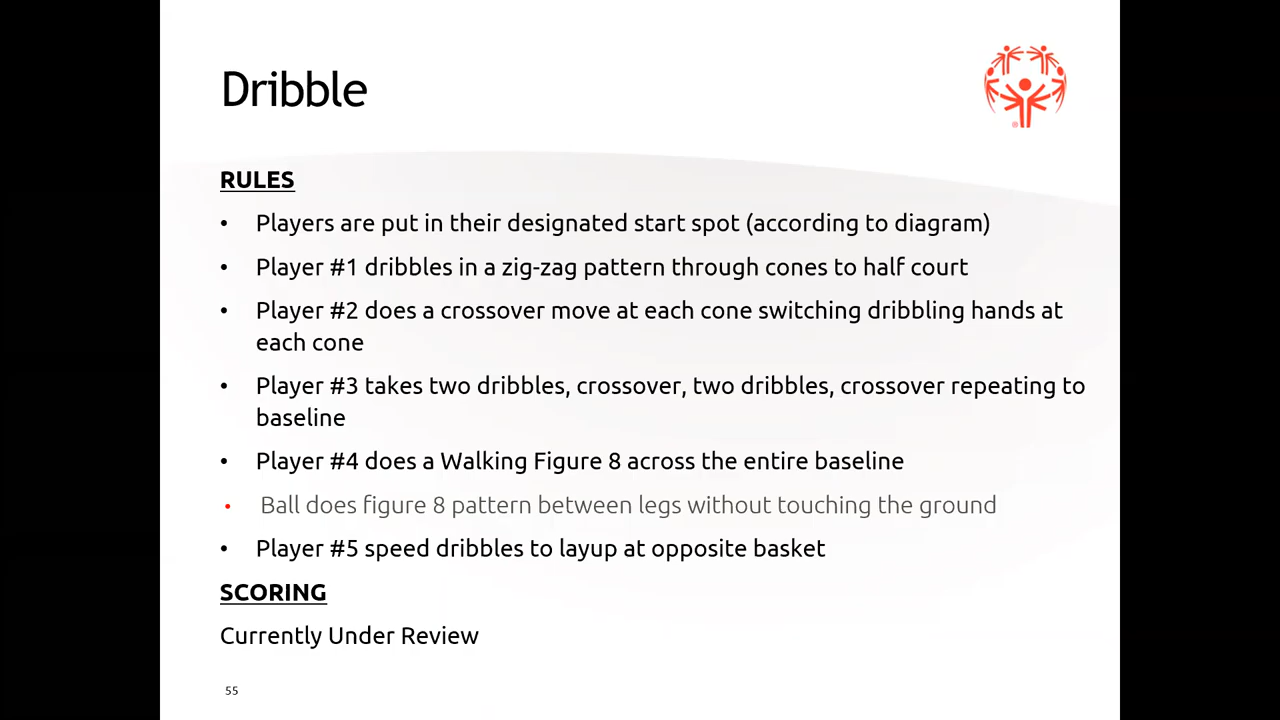 Dribble
RULES
• Players are put in their designated start spot (according to diagram)
• Player #1 dribbles in a zig-zag pattern through cones to half court
• Player #2 does a crossover move at each cone switching dribbling hands at
each cone
• Player #3 takes two dribbles, crossover, two dribbles, crossover repeating to
baseline
• Player #4 does a Walking Figure 8 across the entire baseline
• Ball does figure 8 pattern between legs without touching the ground
• Player #5 speed dribbles to layup at opposite basket
SCORING
Currently Under Review
55
®